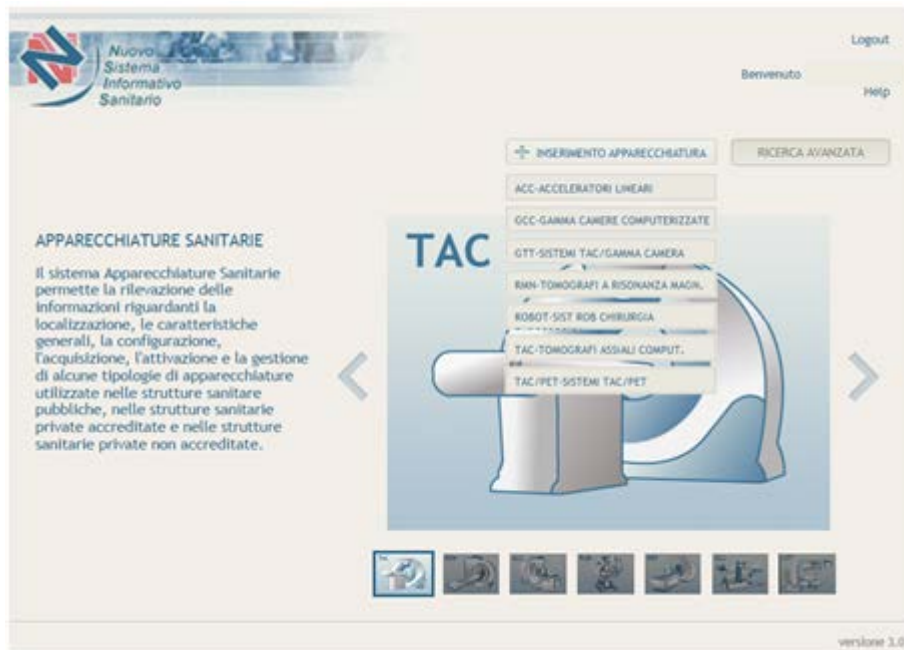 Nuovo
Sistema
Informativo
Sanitario
Logout
Benvenuto
Help
INSERIMENTO APPARECCHIATURA
RICERCA AVANZATA
ACC-ACCELERATORI LINEARI
GCC-GAMMA CAMERE COMPUTERIZZATE
GTT-SISTEMI TAC/GAMMA CAMERA
RMN-TOMOGRAFI A RISONANZA MAGN.
ROBOT-SIST ROB CHIRURGIA
TAC-TOMOGRAFI ASSIALI COMPUT.
TAC/PET-SISTEMI TAC/PET
APPARECCHIATURE SANITARIE
Il sistema Apparecchiature Sanitarie
permette la rilevazione delle
informazioni riguardanti la
localizzazione, le caratteristiche
generali, la configurazione,
l'acquisizione, l'attivazione e la gestione
di alcune tipologie di apparecchiature
utilizzate nelle strutture sanitare
pubbliche, nelle strutture sanitarie
private accreditate e nelle strutture
sanitarie private non accreditate.
TAC
versione 3.0